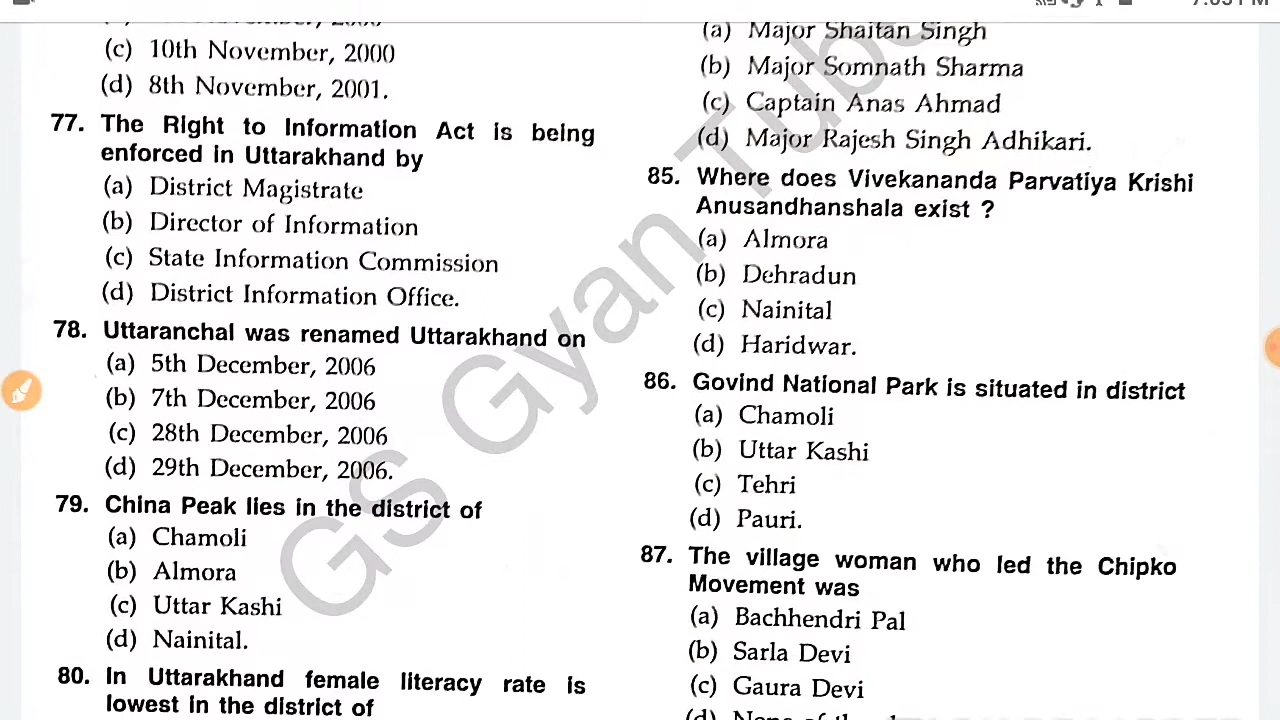 (c) 10th November, 2000
(d) 8th November, 2001.
77. The Right to Information Act is being
enforced in Uttarakhand by
(a) District Magistrate
(b) Director of Information
(c) State Information Commission
(d) District Information Office.
78. Uttaranchal was renamed Uttarakhand on
(a) 5th December, 2006
(b) 7th December, 2006
(c) 28th December, 2006
(d) 29th December, 2006.
79. China Peak lies in the district of
(a) Chamoli
(b) Almora
(c) Uttar Kashi
(d) Nainital.
80. In Uttarakhand female literacy rate is
lowest in the district of
(a) Major Shaitan Singh
(b) Major Somnath Sharma
(c) Captain Anas Ahmad
(d) Major Rajesh Singh Adhikari.
85. Where does Vivekananda Parvatiya Krishi
Anusandhanshala exist ?
(a) Almora
(b) Dehradun
(c) Nainital
(d) Haridwar.
86. Govind National Park is situated in district
(a) Chamoli
(b) Uttar Kashi
(c) Tehri
(d) Pauri.
87. The village woman who led the Chipko
Movement was
(a) Bachhendri Pal
(b) Sarla Devi
(c) Gaura Devi
GS Gyan Tube